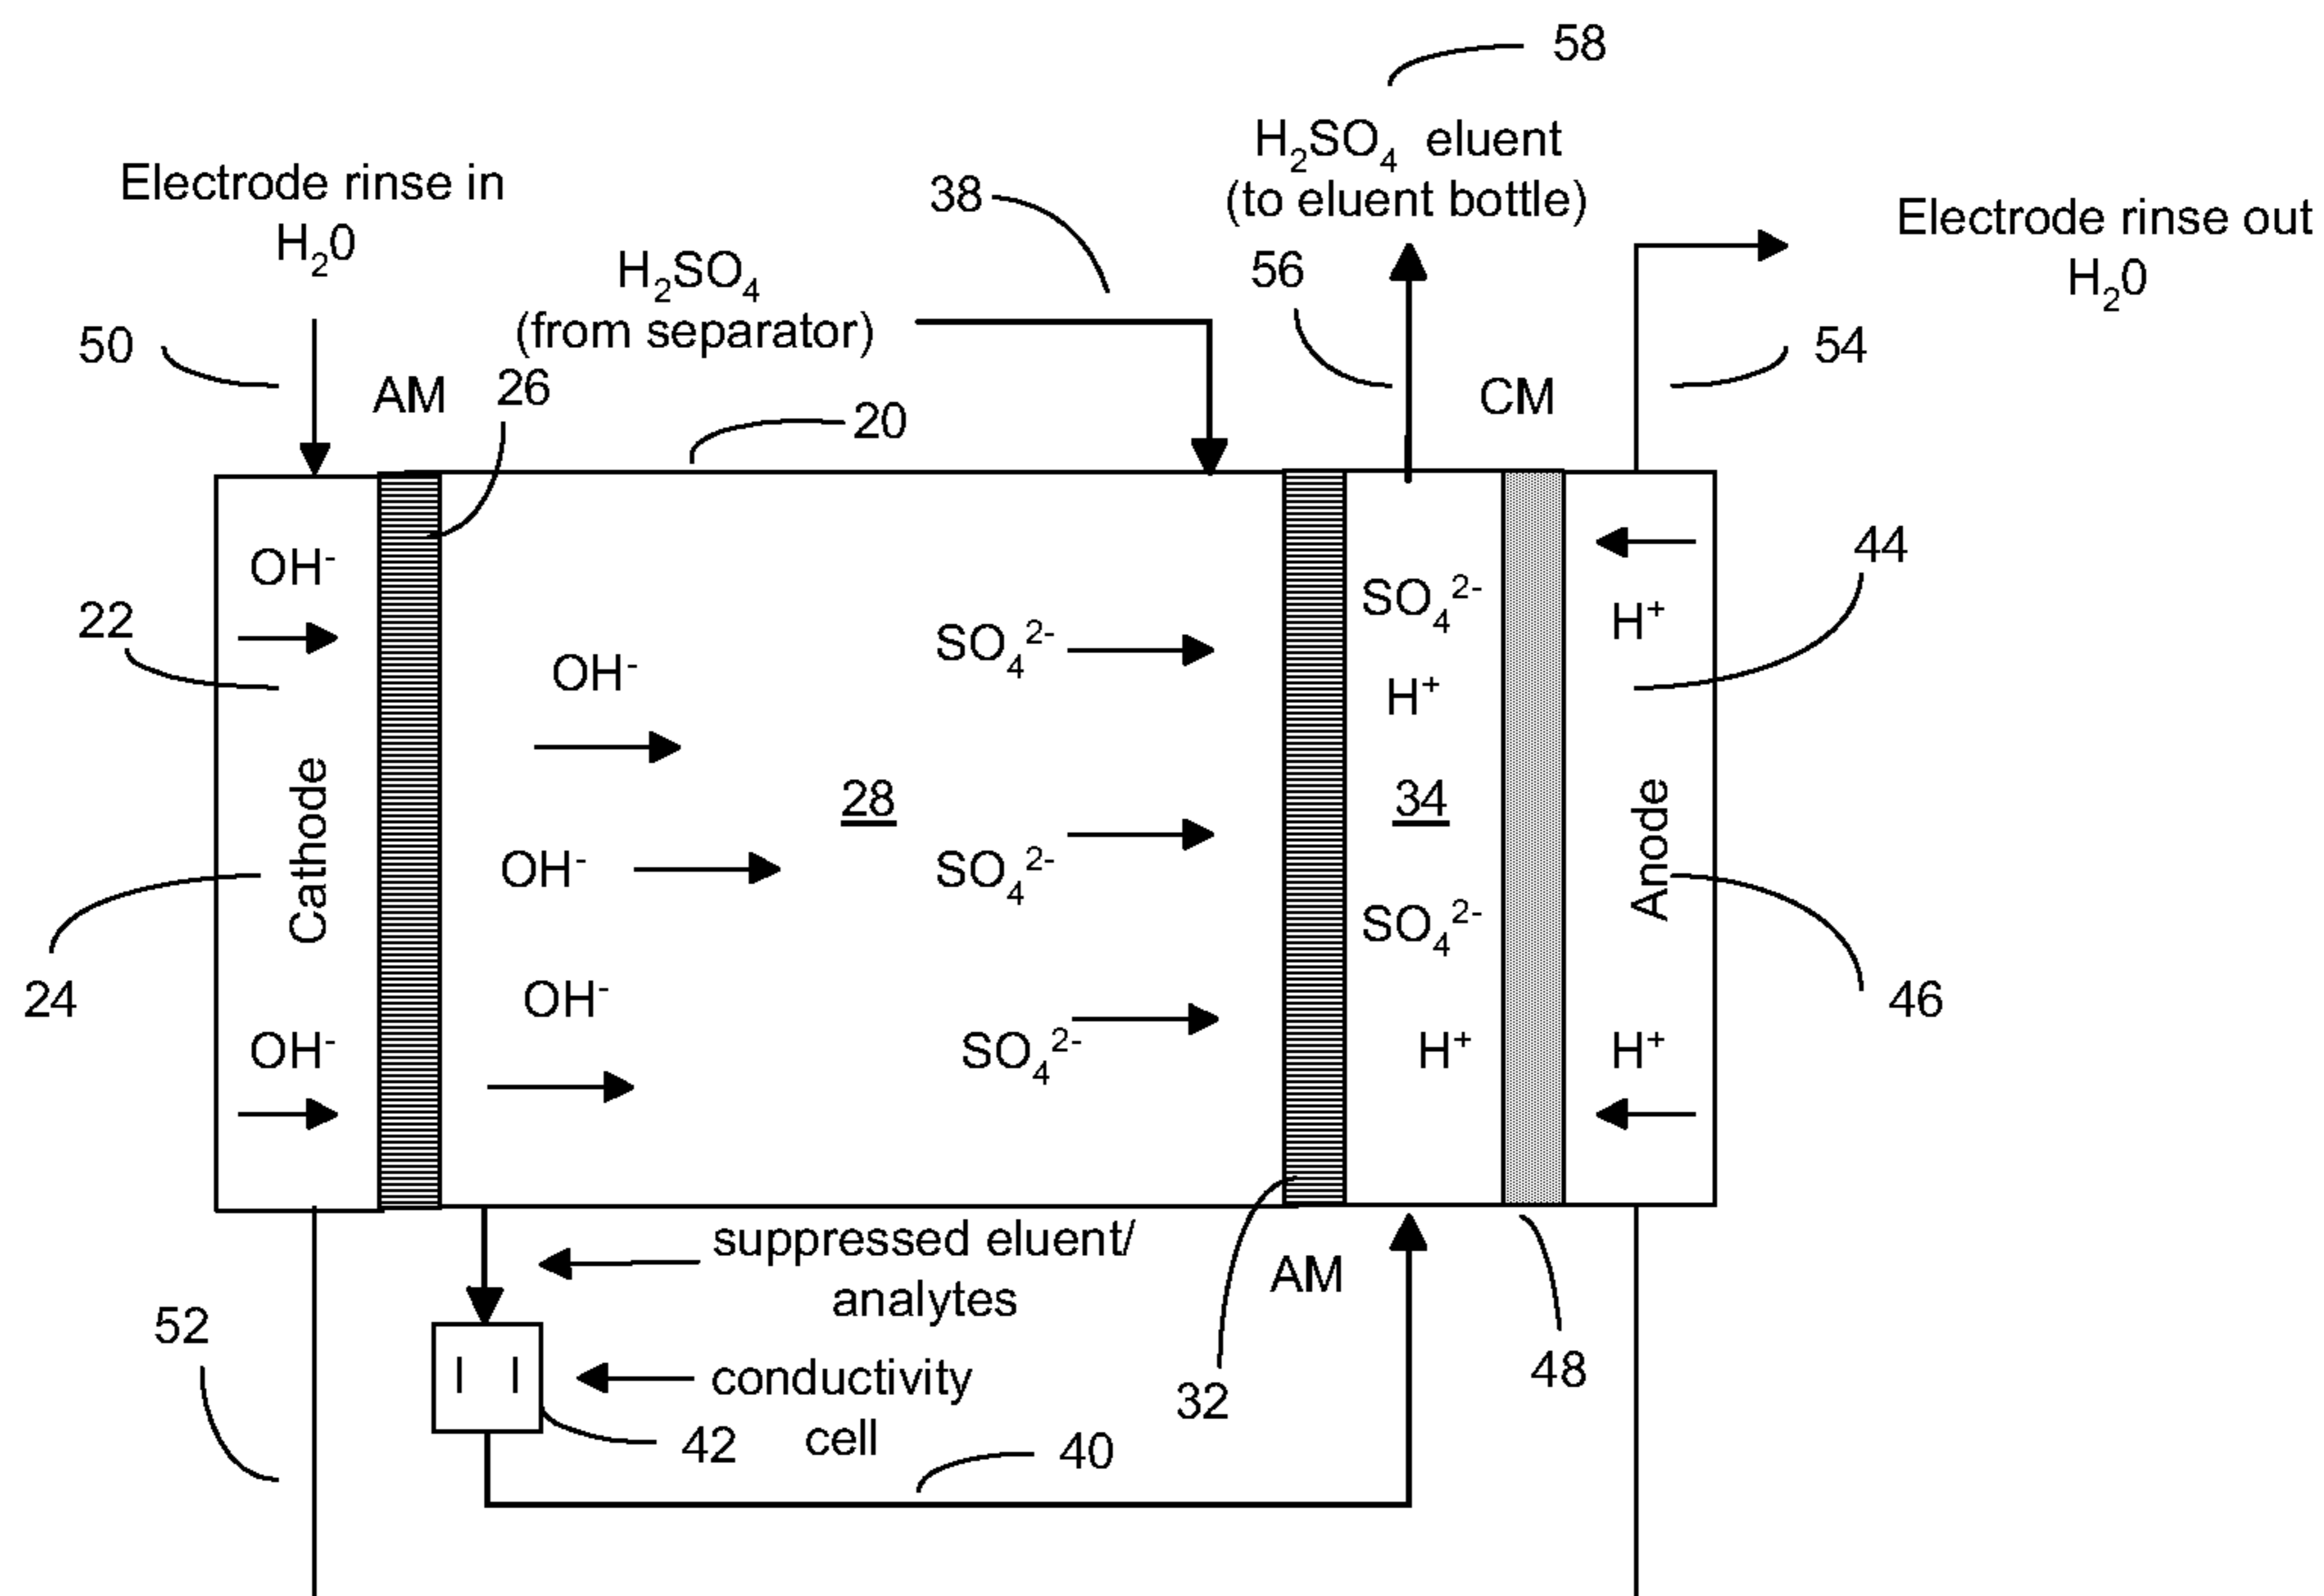 58
H₂SO₄ eluent
(to eluent bottle)
Electrode rinse in
H₂0
38
Electrode rinse out
H₂0
H₂SO₄
(from separator)
56
50
54
AM
26
20
CM
OH⁻
22
OH⁻
SO₄²⁻
SO₄²⁻
H⁺
H⁺
44
28
34
Cathode
Anode
OH⁻
SO₄²⁻
SO₄²⁻
24
46
OH⁻
OH⁻
SO₄²⁻
H⁺
H⁺
suppressed eluent/
analytes
AM
52
conductivity
cell
42
32
48
40